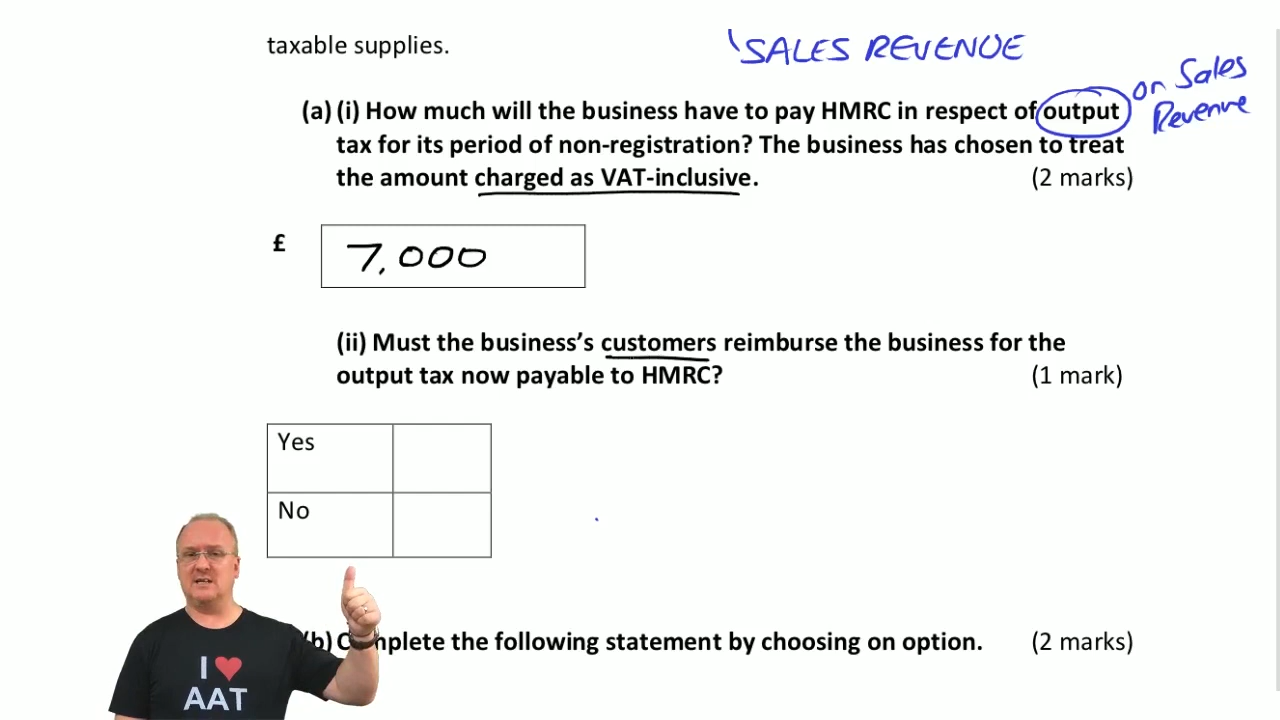 taxable supplies.
SALES REVENUE
on Sales
Revenue
(a) (i) How much will the business have to pay HMRC in respect of output
tax for its period of non-registration? The business has chosen to treat
the amount charged as VAT-inclusive. (2 marks)
£ 7,000
(ii) Must the business's customers reimburse the business for the
output tax now payable to HMRC? (1 mark)
Yes
No
(b) C mplete the following statement by choosing on option. (2 marks)
I ❤
AAT